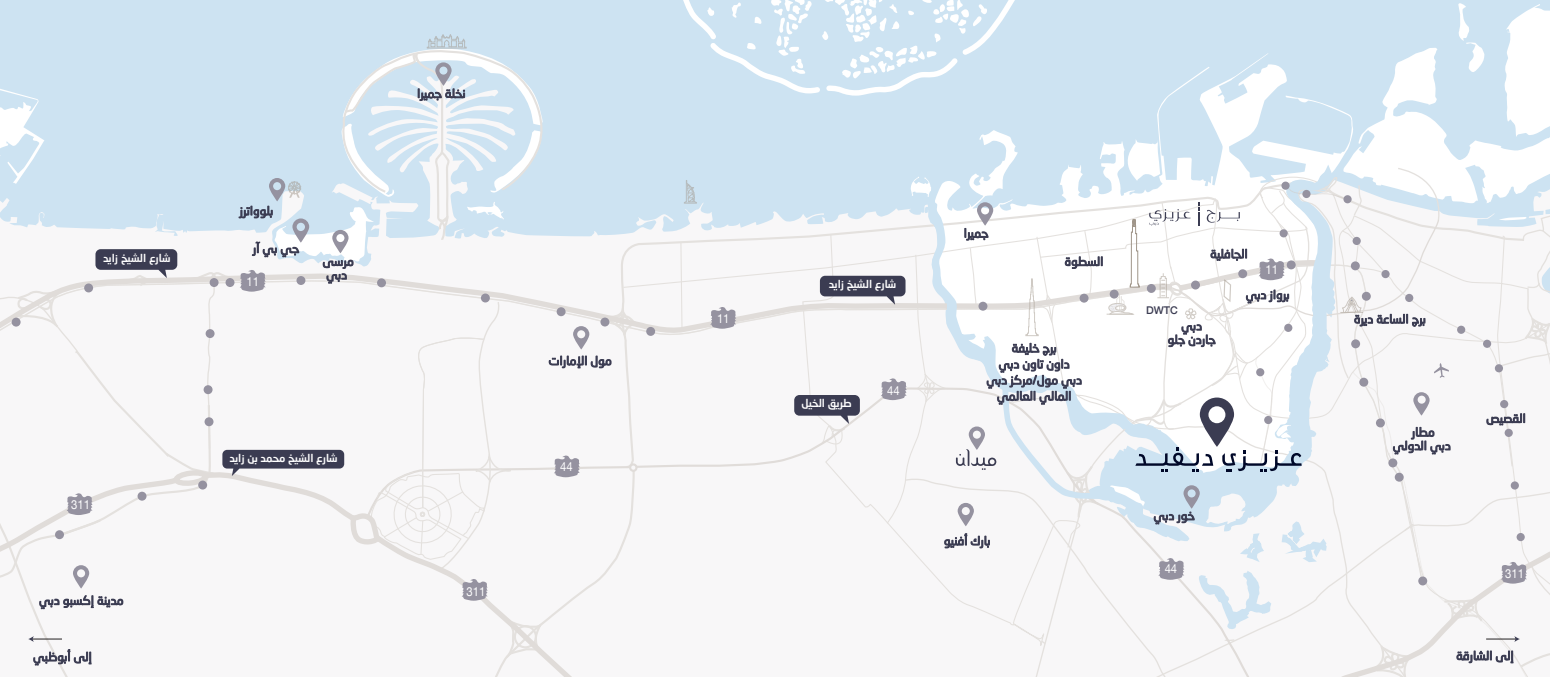 نخلة جميرا
بلوواترز
جي بي آر
مرسى
دبي
شارع الشيخ زايد
11
جميرا
بـرج | عزيزي
السطوة
الجافلية
11
برواز دبي
شارع الشيخ زايد
11
DWTC
دبي
جاردن جلو
برج الساعة ديرة
مول الإمارات
برج خليفة
داون تاون دبي
دبي مول/مركز دبي
المالي العالمي
44
طريق الخيل
القصيص
مطار
دبي الدولي
ميدان
عـزيـزي ديـفيـد
شارع الشيخ محمد بن زايد
44
311
خور دبي
بارك أفنيو
44
311
311
مدينة إكسبو دبي
إلى أبوظبي
إلى الشارقة